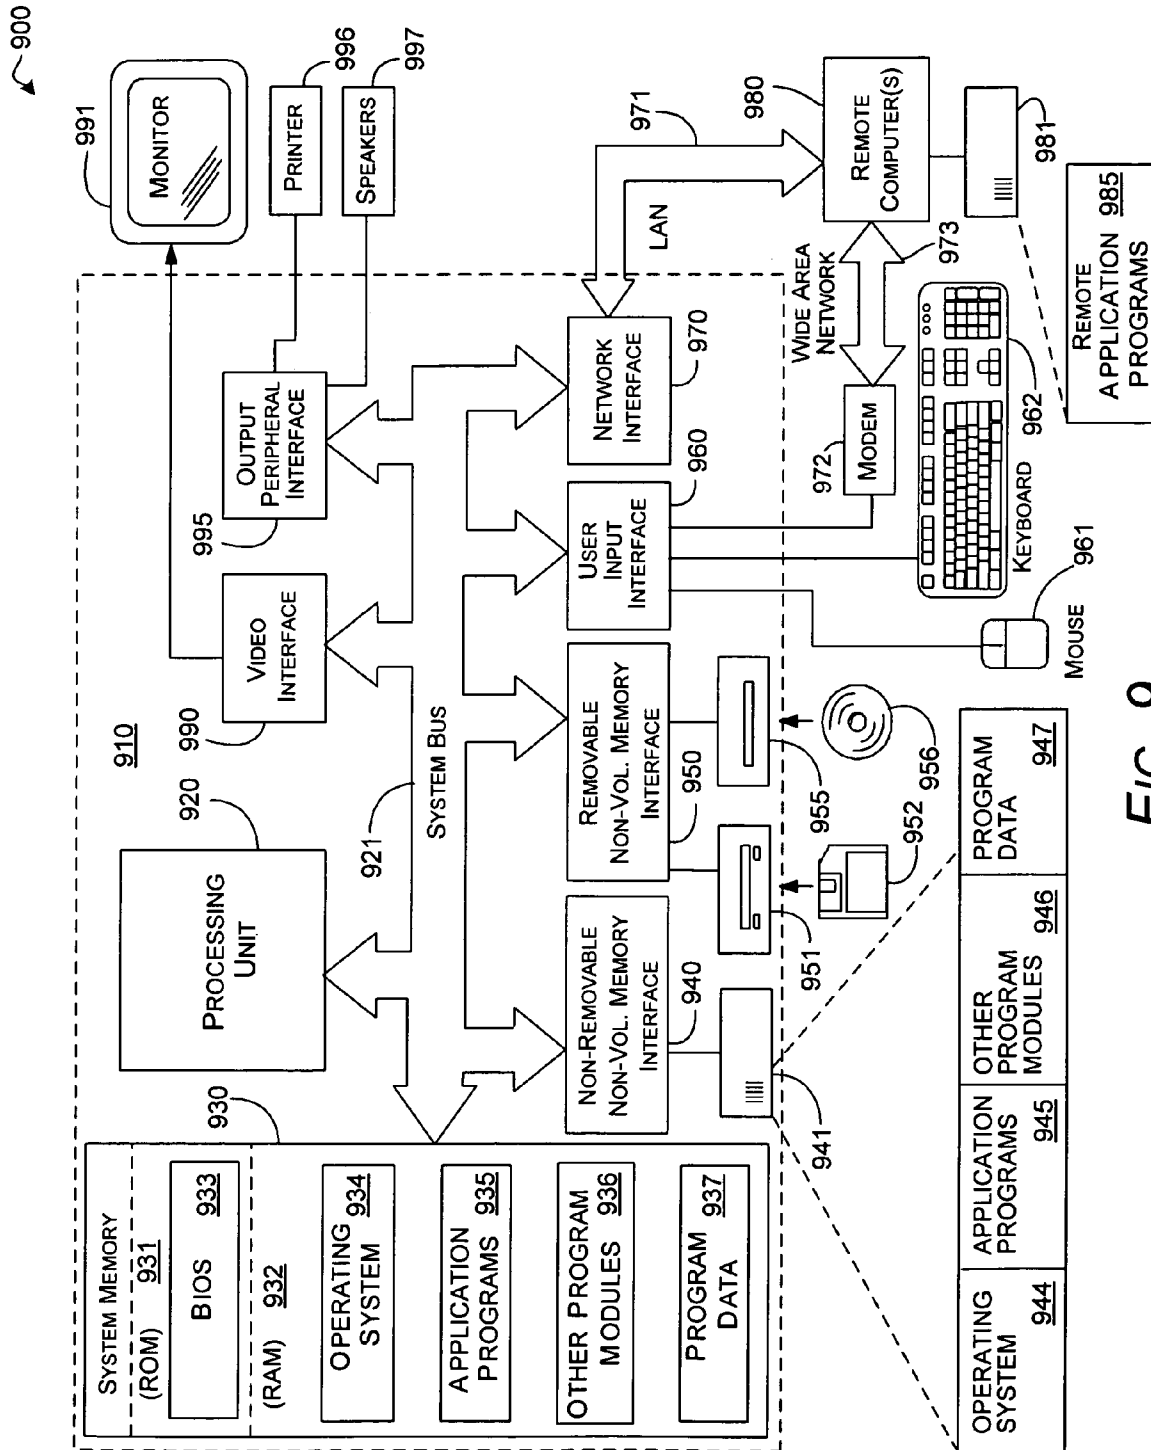 900
SYSTEM MEMORY
(ROM) 931
BIOS 933
(RAM) 932
OPERATING
SYSTEM 934
APPLICATION
PROGRAMS 935
OTHER PROGRAM
MODULES 936
PROGRAM
DATA 937
930
PROCESSING
UNIT
920
910
921
SYSTEM BUS
VIDEO
INTERFACE
990
OUTPUT
PERIPHERAL
INTERFACE
995
MONITOR
991
PRINTER
996
SPEAKERS
997
NON-REMOVABLE
NON-VOL. MEMORY
INTERFACE
940
REMOVABLE
NON-VOL. MEMORY
INTERFACE
950
USER
INPUT
INTERFACE
960
NETWORK
INTERFACE
970
LAN
971
941
951
952
955
956
MODEM
972
WIDE AREA
NETWORK
973
REMOTE
COMPUTER(S)
980
981
MOUSE
961
KEYBOARD
962
OPERATING
SYSTEM 944
APPLICATION
PROGRAMS
945
OTHER
PROGRAM
MODULES 946
PROGRAM
DATA
947
REMOTE
APPLICATION 985
PROGRAMS
FIG. 9